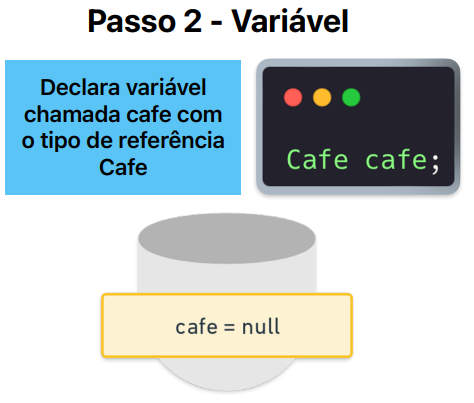 Passo 2 - Variável
Declara variável
chamada cafe com
o tipo de referência
Cafe
Cafe cafe;
cafe = null